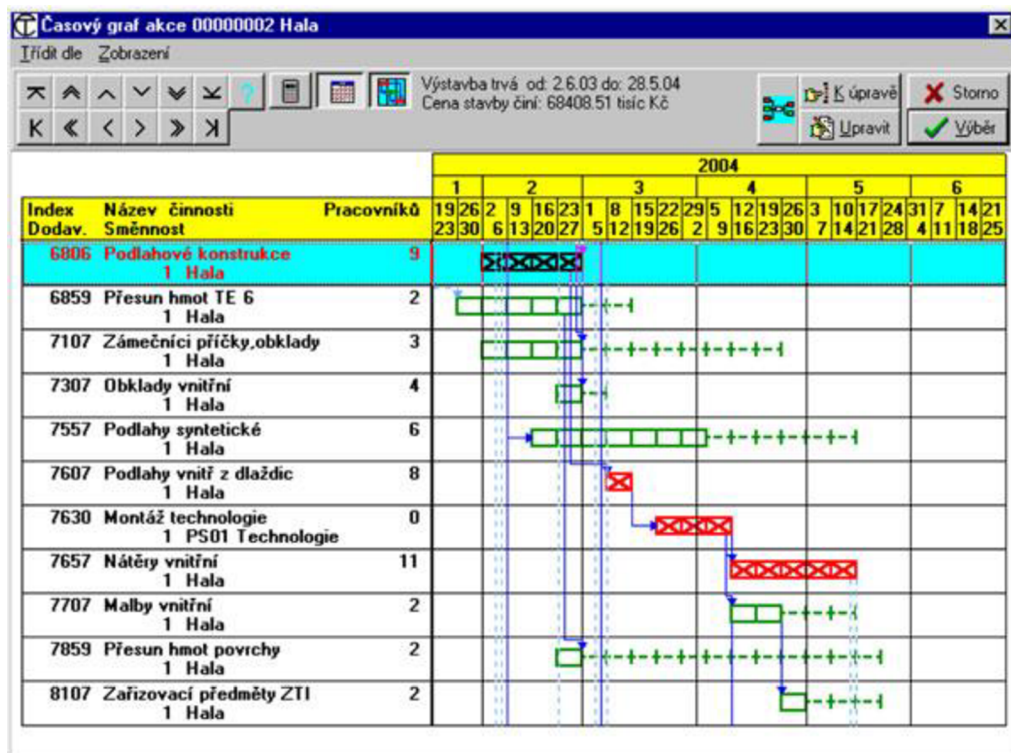 Časový graf akce 00000002 Hala
Třídit dle Zobrazení
Výstavba trvá od: 2.6.03 do: 28.5.04
Cena stavby činí: 68408.51 tisíc Kč
K úpravě
Storno
Upravit
Výběr
2004
1 2 3 4 5 6
Index Název činnosti Pracovníků 19 26 2 9 16 23 1 8 15 22 29 5 12 19 26 3 10 17 24 31 7 14 21
Dodav. Směnnost 23 30 6 13 20 27 5 12 19 26 2 9 16 23 30 7 14 21 28 4 11 18 25
6806 Podlahové konstrukce 9
1 Hala
6859 Přesun hmot TE 6 2
1 Hala
7107 Zámečníci příčky,obklady 3
1 Hala
7307 Obklady vnitřní 4
1 Hala
7557 Podlahy syntetické 6
1 Hala
7607 Podlahy vnitř z dlaždic 8
1 Hala
7630 Montáž technologie 0
1 PS01 Technologie
7657 Nátěry vnitřní 11
1 Hala
7707 Malby vnitřní 2
1 Hala
7859 Přesun hmot povrchy 2
1 Hala
8107 Zařizovací předměty ZTI 2
1 Hala